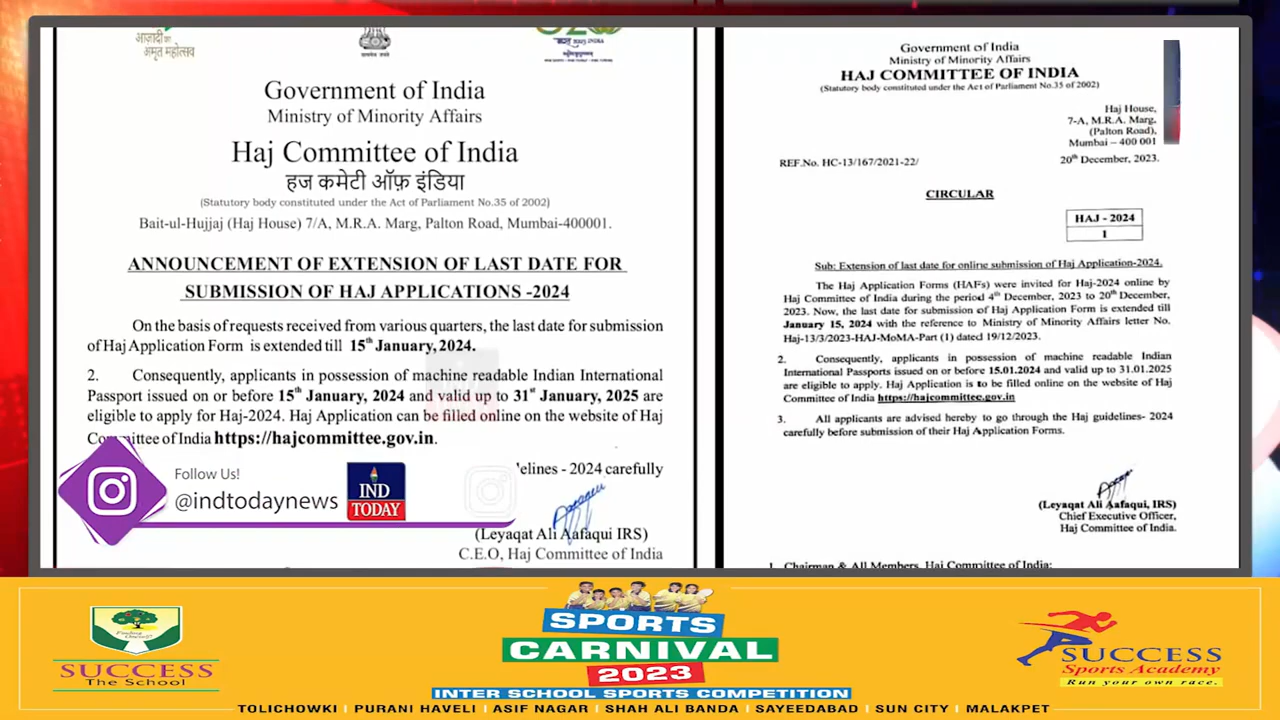 आज़ादी का
अमृत महोत्सव
Government of India
Ministry of Minority Affairs
Haj Committee of India
हज कमेटी ऑफ़ इंडिया
(Statutory body constituted under the Act of Parliament No.35 of 2002)
Bait-ul-Hujjaj (Haj House) 7/A, M.R.A. Marg, Palton Road, Mumbai-400001.
ANNOUNCEMENT OF EXTENSION OF LAST DATE FOR
SUBMISSION OF HAJ APPLICATIONS -2024
On the basis of requests received from various quarters, the last date for submission
of Haj Application Form is extended till 15th January, 2024.
2. Consequently, applicants in possession of machine readable Indian International
Passport issued on or before 15th January, 2024 and valid up to 31st January, 2025 are
eligible to apply for Haj-2024. Haj Application can be filled online on the website of Haj
Committee of India https://hajcommittee.gov.in.
elines - 2024 carefully
(Leyaqat Ali Aafaqui IRS)
C.E.O, Haj Committee of India
Follow Us!
@indtodaynews
IND
TODAY
Government of India
Ministry of Minority Affairs
HAJ COMMITTEE OF INDIA
(Statutory body constituted under the Act of Parliament No.35 of 2002)
Haj House,
7-A, M.R.A. Marg,
(Palton Road),
Mumbai – 400 001
REF.No. HC-13/167/2021-22/
20th December, 2023.
CIRCULAR
HAJ - 2024
1
Sub: Extension of last date for online submission of Haj Application-2024.
The Haj Application Forms (HAFs) were invited for Haj-2024 online by
Haj Committee of India during the period 4th December, 2023 to 20th December,
2023. Now, the last date for submission of Haj Application Form is extended till
January 15, 2024 with the reference to Ministry of Minority Affairs letter No.
Haj-13/3/2023-HAJ-MoMA-Part (1) dated 19/12/2023.
2. Consequently, applicants in possession of machine readable Indian
International Passports issued on or before 15.01.2024 and valid up to 31.01.2025
are eligible to apply. Haj Application is to be filled online on the website of Haj
Committee of India https://hajcommittee.gov.in
3. All applicants are advised hereby to go through the Haj guidelines- 2024
carefully before submission of their Haj Application Forms.
(Leyaqat Ali Aafaqui, IRS)
Chief Executive Officer,
Haj Committee of India.
1. Chairman & All Members, Haj Committee of India;
SUCCESS
The School
SPORTS
CARNIVAL
2023
INTER SCHOOL SPORTS COMPETITION
SUCCESS
Sports Academy
Run your own race.
TOLICHOWKI | PURANI HAVELI | ASIF NAGAR | SHAH ALI BANDA | SAYEEDABAD | SUN CITY | MALAKPET